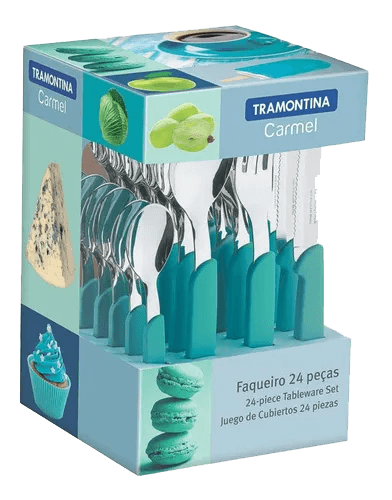 TRAMONTINA
Carmel
TRAMONTINA
Carmel
Faqueiro 24 peças
24-piece Tableware Set
Juego de Cubiertos 24 piezas